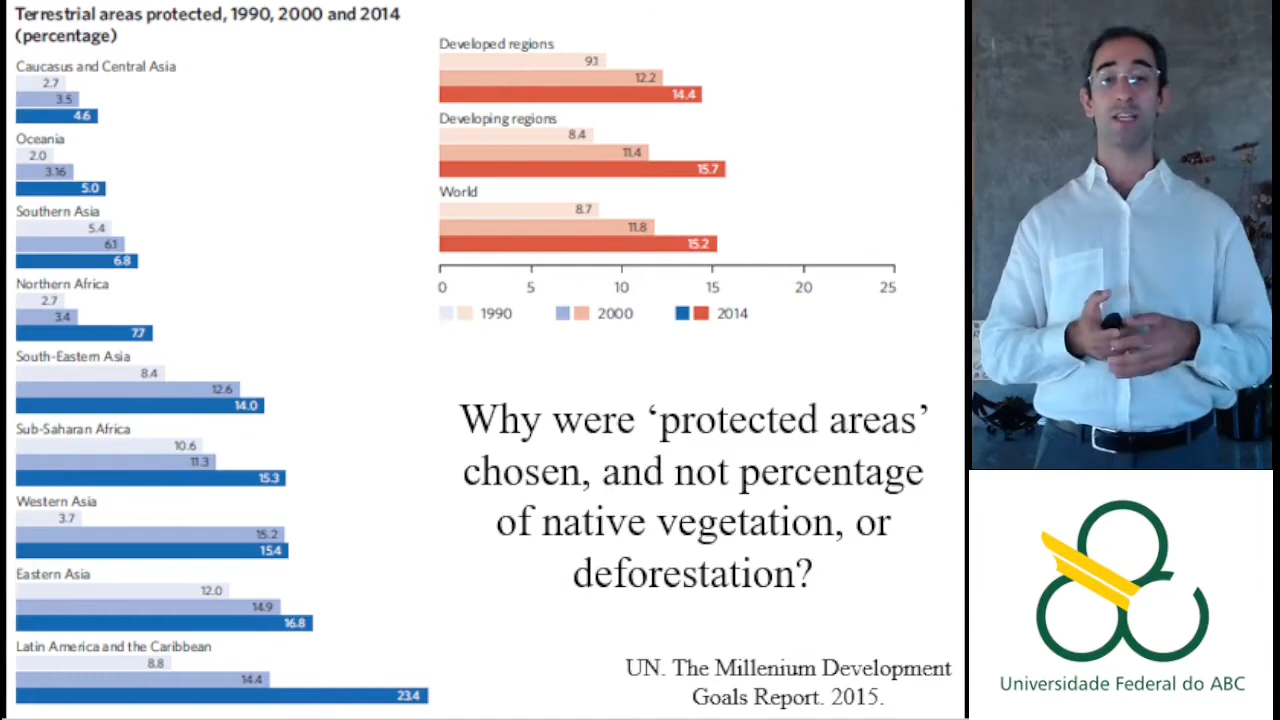 Terrestrial areas protected, 1990, 2000 and 2014
(percentage)
Caucasus and Central Asia
2.7
3.5
4.6
Oceania
2.0
3.16
5.0
Southern Asia
5.4
6.1
6.8
Northern Africa
2.7
3.4
7.7
South-Eastern Asia
8.4
12.6
14.0
Sub-Saharan Africa
10.6
11.3
15.3
Western Asia
3.7
15.2
15.4
Eastern Asia
12.0
14.9
16.8
Latin America and the Caribbean
8.8
14.4
23.4
Developed regions
9.1
12.2
14.4
Developing regions
8.4
11.4
15.7
World
8.7
11.8
15.2
0 5 10 15 20 25
1990 2000 2014
Why were ‘protected areas’
chosen, and not percentage
of native vegetation, or
deforestation?
UN. The Millenium Development
Goals Report. 2015.
Universidade Federal do ABC